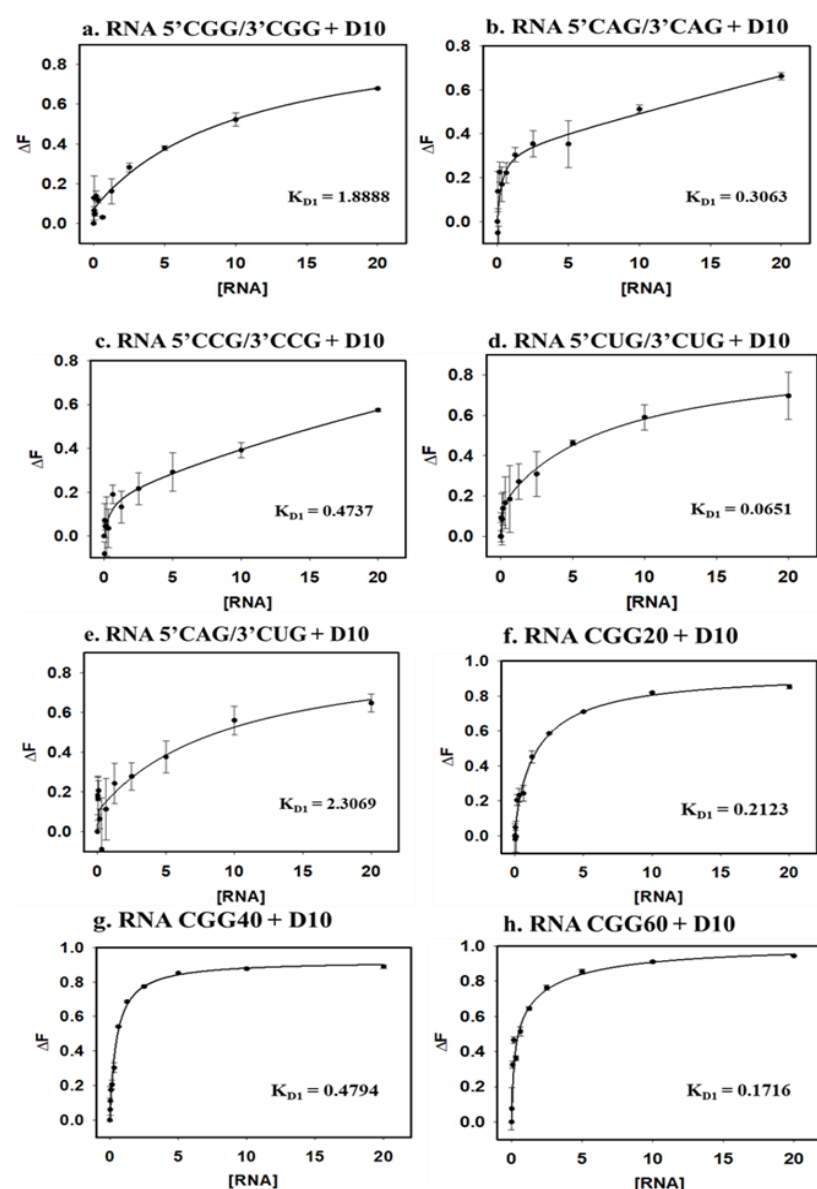 a. RNA 5’CGG/3’CGG + D10
0.8
0.6
0.4
0.2
0.0
ΔF
K_D1 = 1.8888
0 5 10 15 20
[RNA]
b. RNA 5’CAG/3’CAG + D10
0.8
0.6
0.4
0.2
0.0
ΔF
K_D1 = 0.3063
0 5 10 15 20
[RNA]
c. RNA 5’CCG/3’CCG + D10
0.8
0.6
0.4
0.2
0.0
ΔF
K_D1 = 0.4737
0 5 10 15 20
[RNA]
d. RNA 5’CUG/3’CUG + D10
0.8
0.6
0.4
0.2
0.0
ΔF
K_D1 = 0.0651
0 5 10 15 20
[RNA]
e. RNA 5’CAG/3’CUG + D10
0.8
0.6
0.4
0.2
0.0
ΔF
K_D1 = 2.3069
0 5 10 15 20
[RNA]
f. RNA CGG20 + D10
1.0
0.8
0.6
0.4
0.2
0.0
ΔF
K_D1 = 0.2123
0 5 10 15 20
[RNA]
g. RNA CGG40 + D10
1.0
0.8
0.6
0.4
0.2
0.0
ΔF
K_D1 = 0.4794
0 5 10 15 20
[RNA]
h. RNA CGG60 + D10
1.0
0.8
0.6
0.4
0.2
0.0
ΔF
K_D1 = 0.1716
0 5 10 15 20
[RNA]